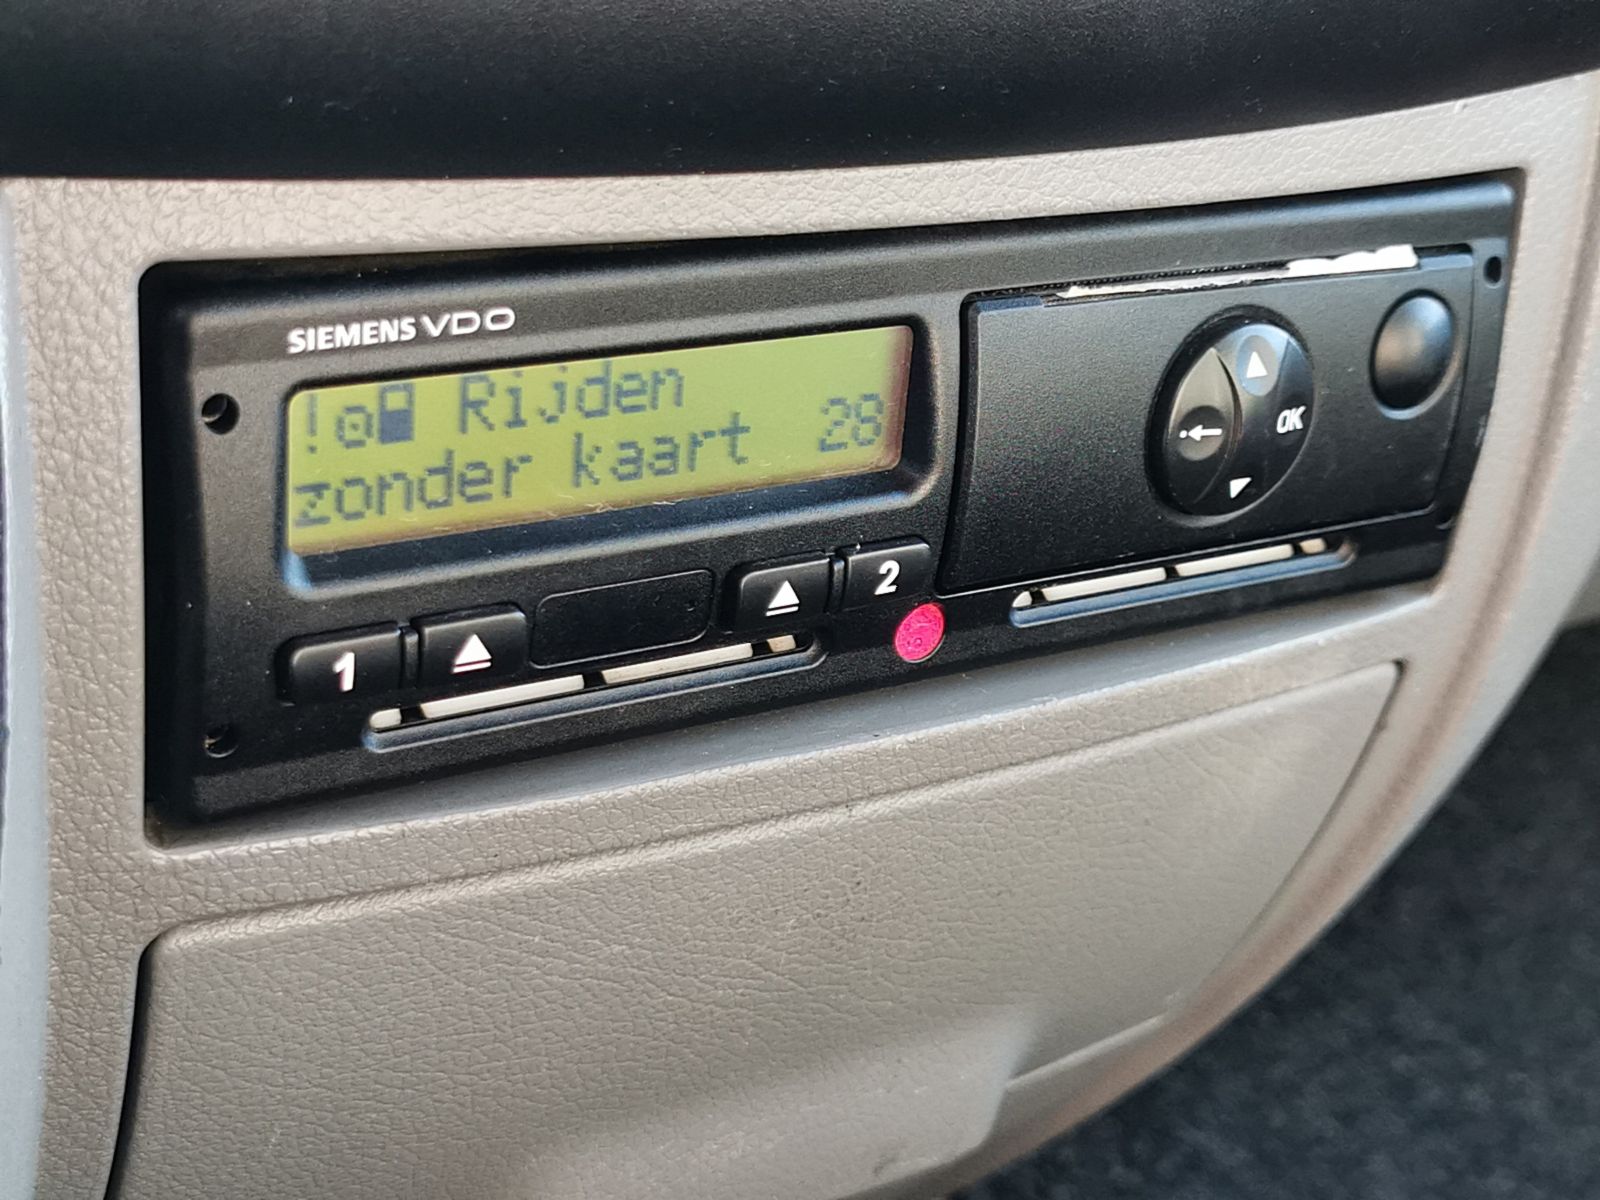 SIEMENS VDO
! Rijden
zonder kaart 28
1
2
OK